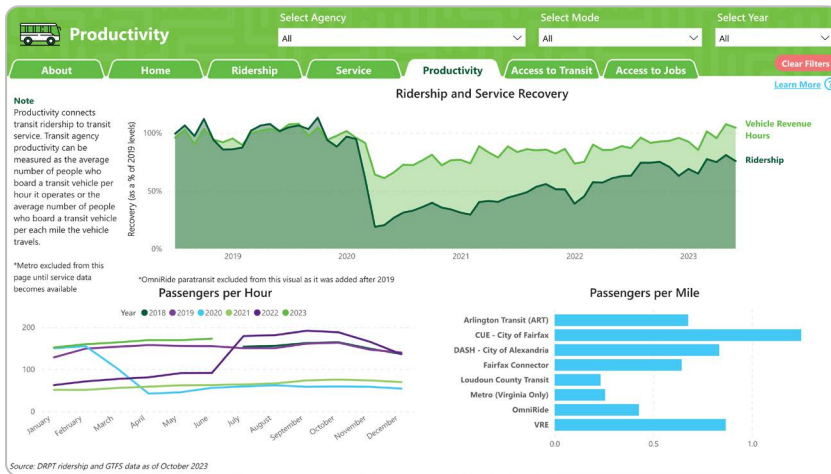 Productivity
Select Agency
All
Select Mode
All
Select Year
All
About
Home
Ridership
Service
Productivity
Access to Transit
Access to Jobs
Clear Filters
Learn More
Note
Productivity connects
transit ridership to transit
service. Transit agency
productivity can be
measured as the average
number of people who
board a transit vehicle per
hour it operates or the
average number of people
who board a transit vehicle
per each mile the vehicle
travels.
*Metro excluded from this
page until service data
becomes available
Ridership and Service Recovery
Recovery (as a % of 2019 levels)
100%
50%
0%
2019
2020
2021
2022
2023
Vehicle Revenue
Hours
Ridership
*OmniRide paratransit excluded from this visual as it was added after 2019
Passengers per Hour
Year 2018 2019 2020 2021 2022 2023
200
100
0
January
February
March
April
May
June
July
August
September
October
November
December
Passengers per Mile
Arlington Transit (ART)
CUE - City of Fairfax
DASH - City of Alexandria
Fairfax Connector
Loudoun County Transit
Metro (Virginia Only)
OmniRide
VRE
0.0
0.5
1.0
Source: DRPT ridership and GTFS data as of October 2023